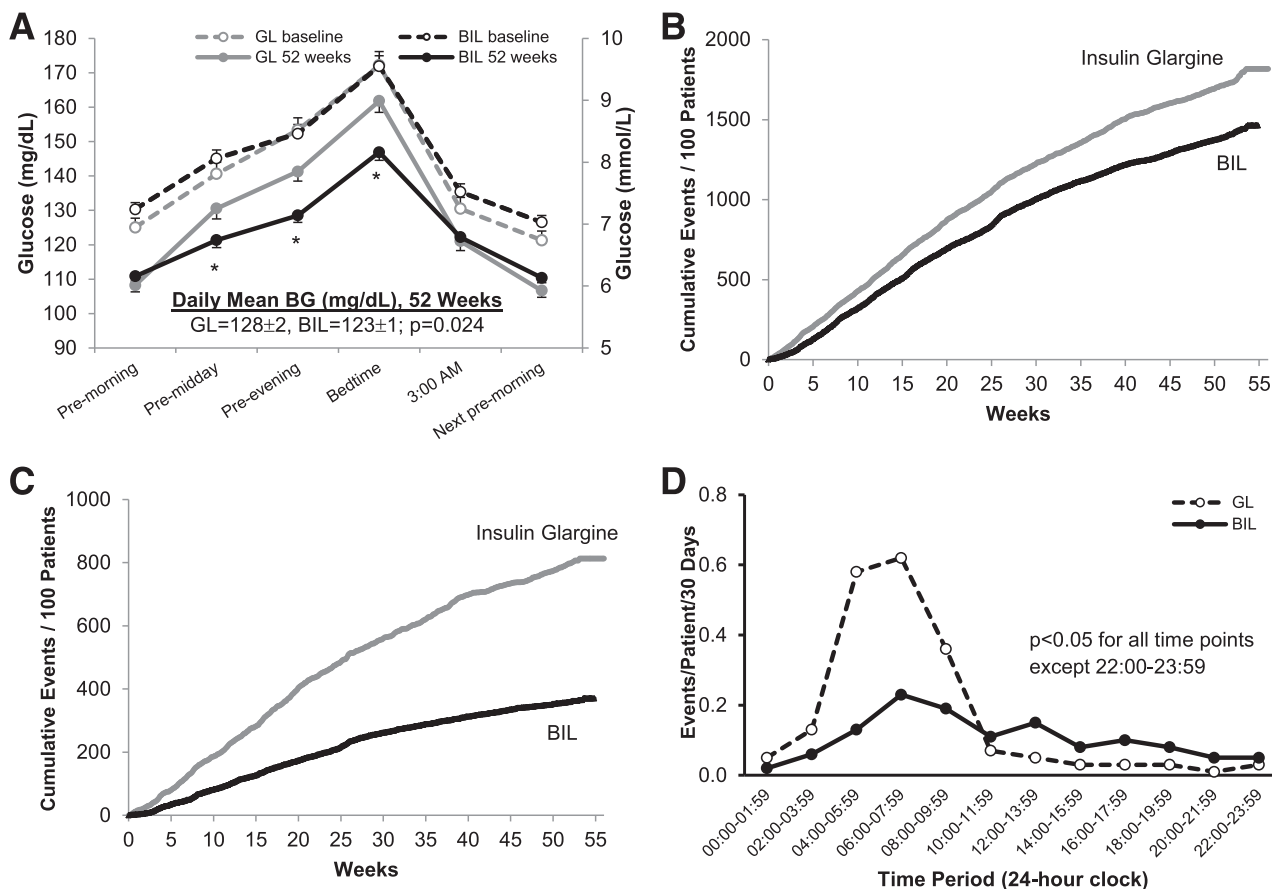 A
GL baseline
BIL baseline
GL 52 weeks
BIL 52 weeks
Glucose (mg/dL)
180
170
160
150
140
130
120
110
100
90
Glucose (mmol/L)
10
9
8
7
6
5
*
*
*
Daily Mean BG (mg/dL), 52 Weeks
GL=128±2, BIL=123±1; p=0.024
Pre-morning
Pre-midday
Pre-evening
Bedtime
3:00 AM
Next pre-morning
B
Cumulative Events / 100 Patients
2000
1500
1000
500
0
Insulin Glargine
BIL
0 5 10 15 20 25 30 35 40 45 50 55
Weeks
C
Cumulative Events / 100 Patients
1000
800
600
400
200
0
Insulin Glargine
BIL
0 5 10 15 20 25 30 35 40 45 50 55
Weeks
D
Events/Patient/30 Days
0.8
0.6
0.4
0.2
0.0
GL
BIL
p<0.05 for all time points
except 22:00-23:59
00:00-01:59
02:00-03:59
04:00-05:59
06:00-07:59
08:00-09:59
10:00-11:59
12:00-13:59
14:00-15:59
16:00-17:59
18:00-19:59
20:00-21:59
22:00-23:59
Time Period (24-hour clock)